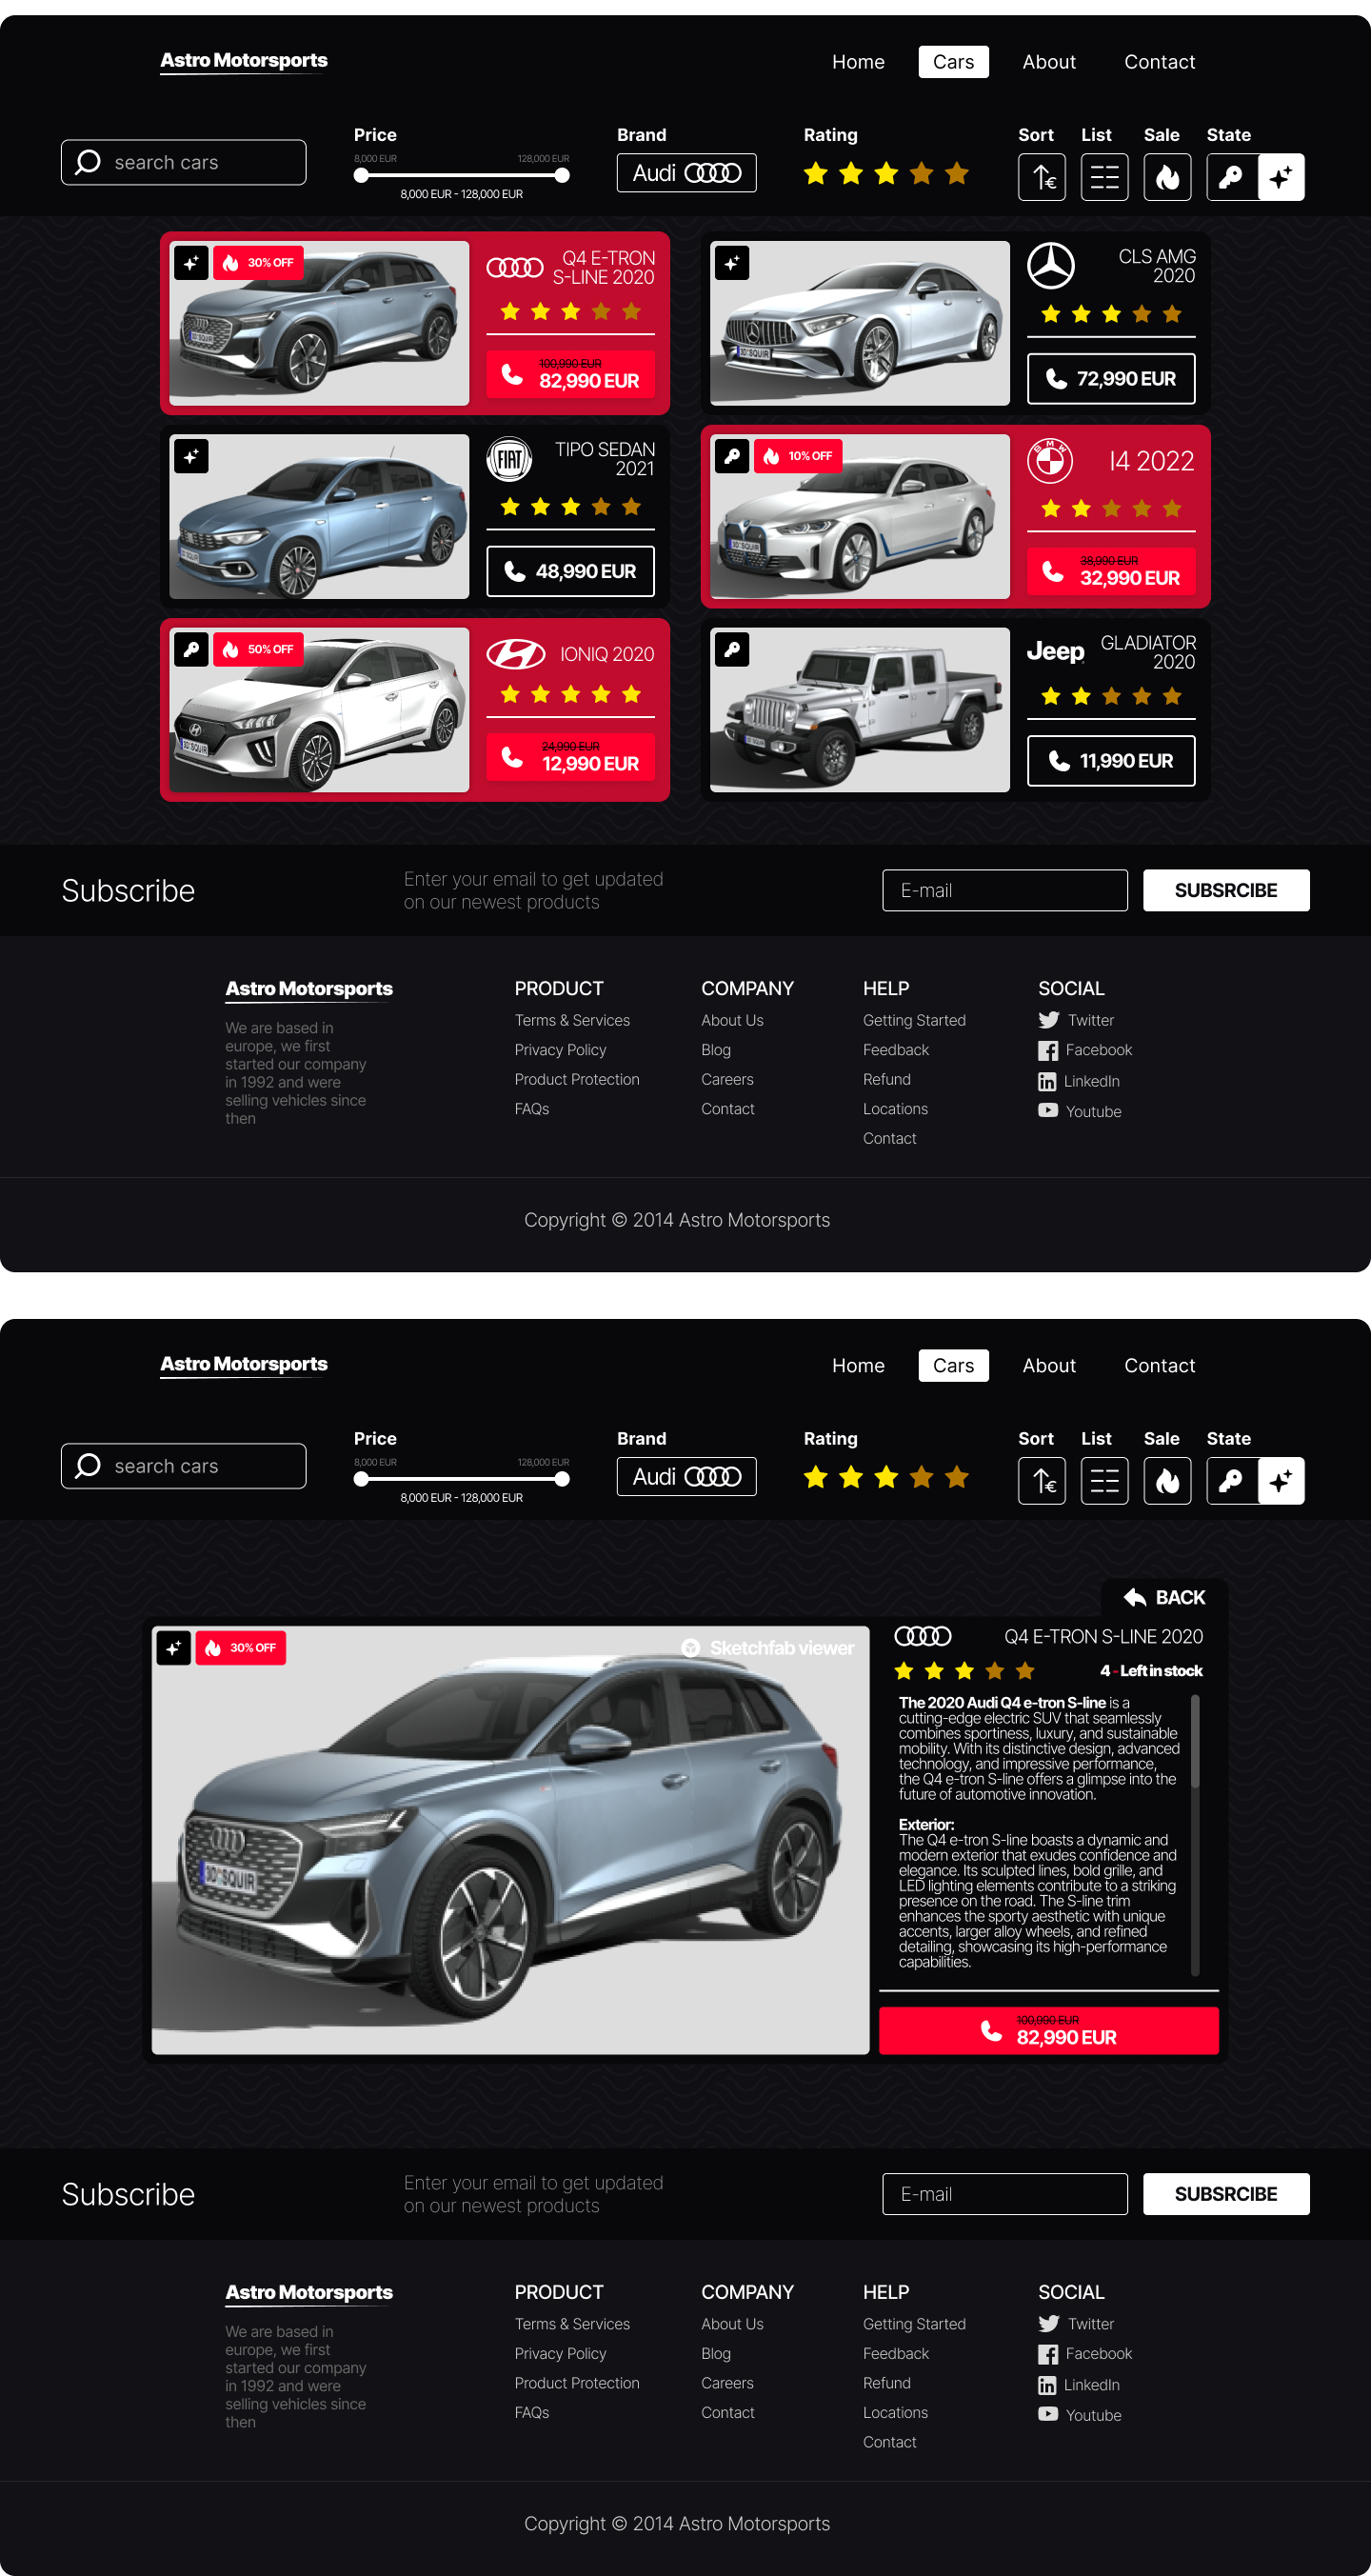 Astro Motorsports
Home Cars About Contact
Price Brand Rating Sort List Sale State
search cars
8,000 EUR 128,000 EUR
Audi
€
8,000 EUR - 128,000 EUR
30% OFF
Q4 E-TRON
S-LINE 2020
100,990 EUR
82,990 EUR
CLS AMG
2020
72,990 EUR
FIAT
TIPO SEDAN
2021
48,990 EUR
10% OFF
BMW
I4 2022
38,990 EUR
32,990 EUR
50% OFF
IONIQ 2020
24,990 EUR
12,990 EUR
Jeep
GLADIATOR
2020
11,990 EUR
Subscribe
Enter your email to get updated
on our newest products
E-mail
SUBSRCIBE
Astro Motorsports
We are based in
europe, we first
started our company
in 1992 and were
selling vehicles since
then
PRODUCT
Terms & Services
Privacy Policy
Product Protection
FAQs
COMPANY
About Us
Blog
Careers
Contact
HELP
Getting Started
Feedback
Refund
Locations
Contact
SOCIAL
Twitter
Facebook
LinkedIn
Youtube
Copyright © 2014 Astro Motorsports
Astro Motorsports
Home Cars About Contact
Price Brand Rating Sort List Sale State
search cars
8,000 EUR 128,000 EUR
Audi
€
8,000 EUR - 128,000 EUR
BACK
30% OFF
Sketchfab viewer
Q4 E-TRON S-LINE 2020
4 - Left in stock
The 2020 Audi Q4 e-tron S-line is a
cutting-edge electric SUV that seamlessly
combines sportiness, luxury, and sustainable
mobility. With its distinctive design, advanced
technology, and impressive performance,
the Q4 e-tron S-line offers a glimpse into the
future of automotive innovation.
Exterior:
The Q4 e-tron S-line boasts a dynamic and
modern exterior that exudes confidence and
elegance. Its sculpted lines, bold grille, and
LED lighting elements contribute to a striking
presence on the road. The S-line trim
enhances the sporty aesthetic with unique
accents, larger alloy wheels, and refined
detailing, showcasing its high-performance
capabilities.
100,990 EUR
82,990 EUR
Subscribe
Enter your email to get updated
on our newest products
E-mail
SUBSRCIBE
Astro Motorsports
We are based in
europe, we first
started our company
in 1992 and were
selling vehicles since
then
PRODUCT
Terms & Services
Privacy Policy
Product Protection
FAQs
COMPANY
About Us
Blog
Careers
Contact
HELP
Getting Started
Feedback
Refund
Locations
Contact
SOCIAL
Twitter
Facebook
LinkedIn
Youtube
Copyright © 2014 Astro Motorsports